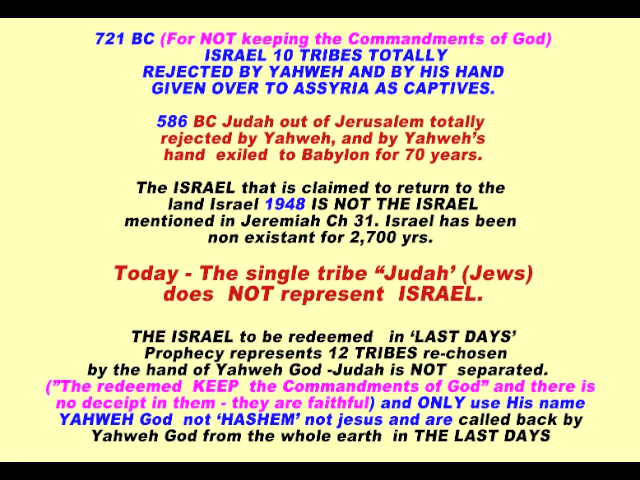 721 BC (For NOT keeping the Commandments of God)
ISRAEL 10 TRIBES TOTALLY
REJECTED BY YAHWEH AND BY HIS HAND
GIVEN OVER TO ASSYRIA AS CAPTIVES.
586 BC Judah out of Jerusalem totally
rejected by Yahweh, and by Yahweh's
hand exiled to Babylon for 70 years.
The ISRAEL that is claimed to return to the
land Israel 1948 IS NOT THE ISRAEL
mentioned in Jeremiah Ch 31. Israel has been
non existant for 2,700 yrs.
Today - The single tribe "Judah' (Jews)
does NOT represent ISRAEL.
THE ISRAEL to be redeemed in 'LAST DAYS'
Prophecy represents 12 TRIBES re-chosen
by the hand of Yahweh God -Judah is NOT separated.
("The redeemed KEEP the Commandments of God" and there is
no deceipt in them - they are faithful) and ONLY use His name
YAHWEH God not 'HASHEM' not jesus and are called back by
Yahweh God from the whole earth in THE LAST DAYS